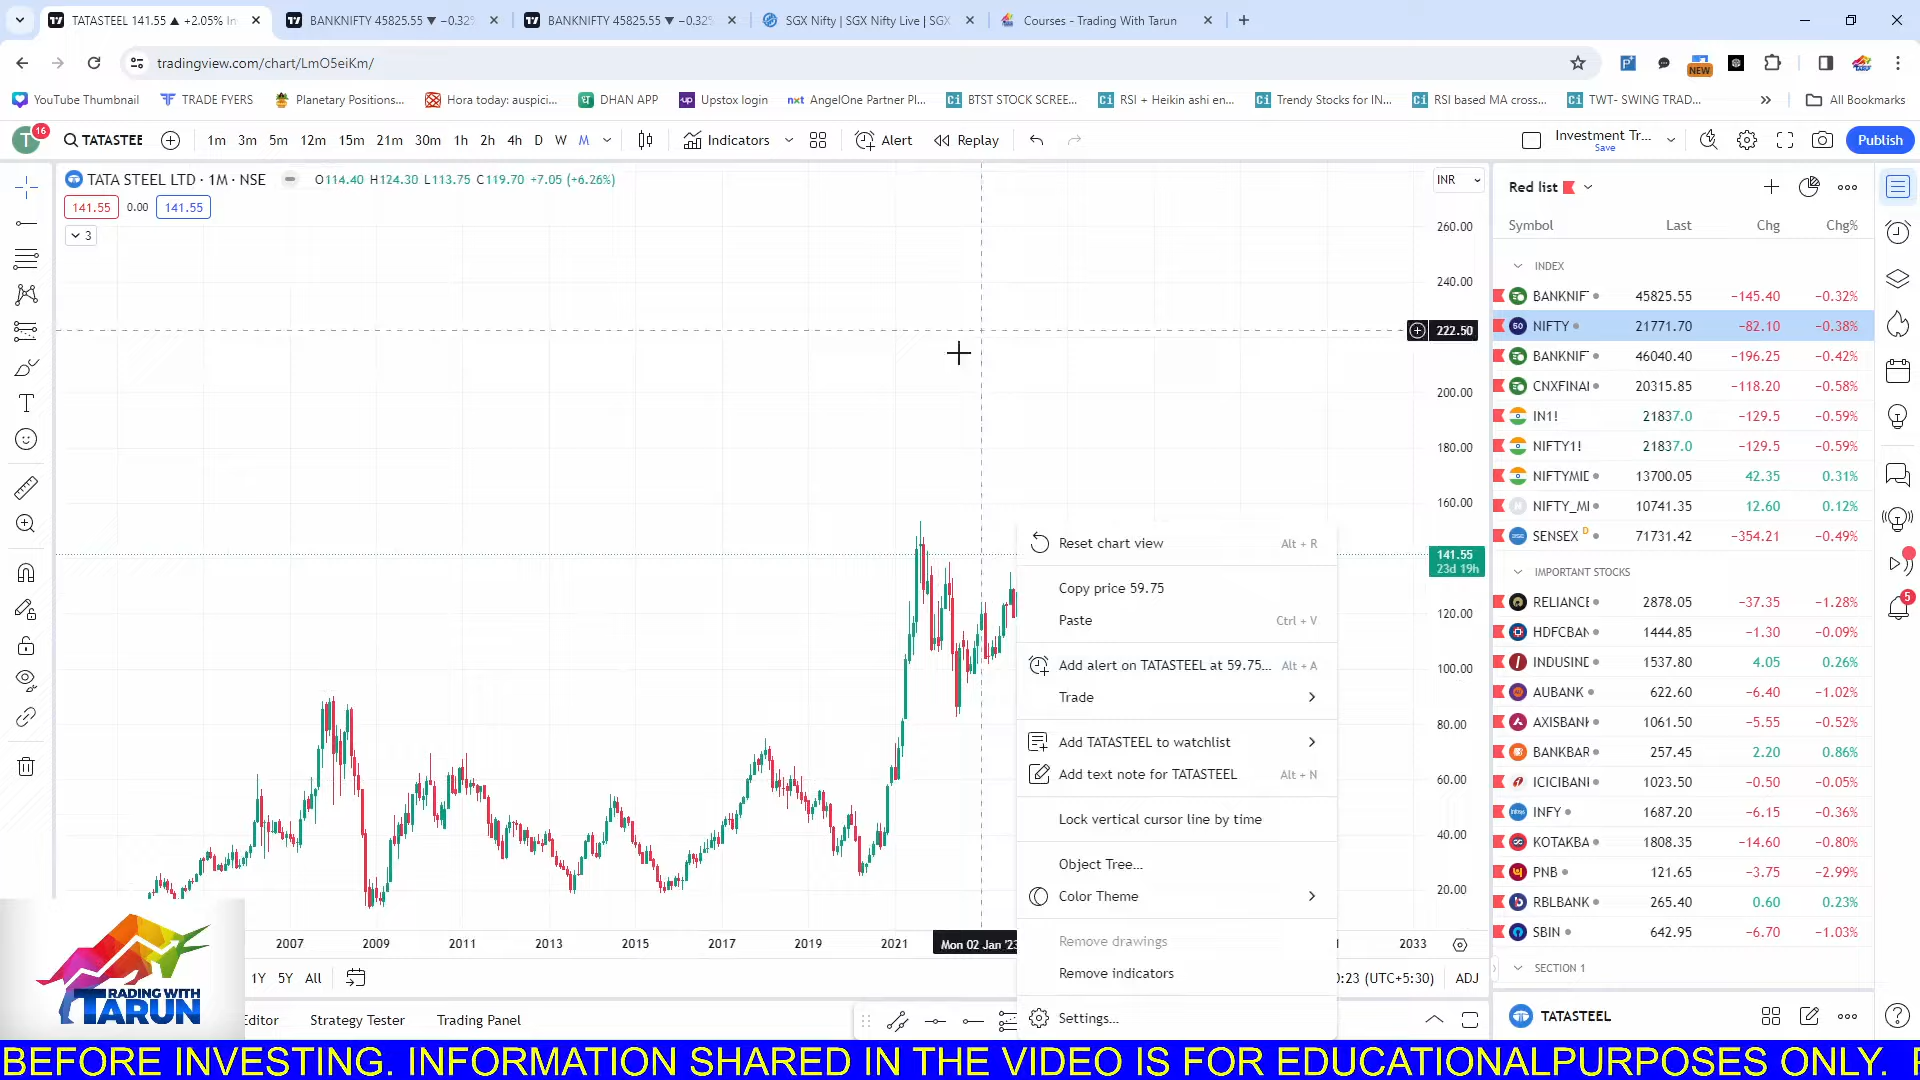 TATASTEEL 141.55 ▲ +2.05% In
BANKNIFTY 45825.55 ▼ −0.32%
BANKNIFTY 45825.55 ▼ −0.32%
SGX Nifty | SGX Nifty Live | SGX
Courses - Trading With Tarun
tradingview.com/chart/LmO5eiKm/
NEW
YouTube Thumbnail
TRADE FYERS
Planetary Positions...
Hora today: auspici...
DHAN APP
Upstox login
AngelOne Partner Pl...
BTST STOCK SCREE...
RSI + Heikin ashi en...
Trendy Stocks for IN...
RSI based MA cross...
TWT- SWING TRAD...
All Bookmarks
T 16
TATASTEE
1m 3m 5m 12m 15m 21m 30m 1h 2h 4h D W M
Indicators
Alert
Replay
Investment Tr...
Save
Publish
TATA STEEL LTD · 1M · NSE
O114.40 H124.30 L113.75 C119.70 +7.05 (+6.26%)
141.55 0.00 141.55
3
INR
260.00
240.00
222.50
200.00
180.00
160.00
141.55
23d 19h
120.00
100.00
80.00
60.00
40.00
20.00
Reset chart view Alt + R
Copy price 59.75
Paste Ctrl + V
Add alert on TATASTEEL at 59.75... Alt + A
Trade
Add TATASTEEL to watchlist
Add text note for TATASTEEL Alt + N
Lock vertical cursor line by time
Object Tree...
Color Theme
Remove drawings
Remove indicators
Settings...
2007 2009 2011 2013 2015 2017 2019 2021 Mon 02 Jan '23 2033
1Y 5Y All
0:23 (UTC+5:30) ADJ
Editor
Strategy Tester
Trading Panel
Red list
Symbol Last Chg Chg%
INDEX
BANKNIF 45825.55 −145.40 −0.32%
50 NIFTY 21771.70 −82.10 −0.38%
BANKNIF 46040.40 −196.25 −0.42%
CNXFINAI 20315.85 −118.20 −0.58%
IN1! 21837.0 −129.5 −0.59%
NIFTY1! 21837.0 −129.5 −0.59%
NIFTYMIE 13700.05 42.35 0.31%
NIFTY_MI 10741.35 12.60 0.12%
SENSEX D 71731.42 −354.21 −0.49%
IMPORTANT STOCKS
RELIANCE 2878.05 −37.35 −1.28%
HDFCBAN 1444.85 −1.30 −0.09%
INDUSINE 1537.80 4.05 0.26%
AUBANK 622.60 −6.40 −1.02%
AXISBANK 1061.50 −5.55 −0.52%
BANKBAR 257.45 2.20 0.86%
ICICIBANI 1023.50 −0.50 −0.05%
INFY 1687.20 −6.15 −0.36%
KOTAKBA 1808.35 −14.60 −0.80%
PNB 121.65 −3.75 −2.99%
RBLBANK 265.40 0.60 0.23%
SBIN 642.95 −6.70 −1.03%
SECTION 1
TATASTEEL
5
TRADING WITH
TARUN
BEFORE INVESTING. INFORMATION SHARED IN THE VIDEO IS FOR EDUCATIONALPURPOSES ONLY.